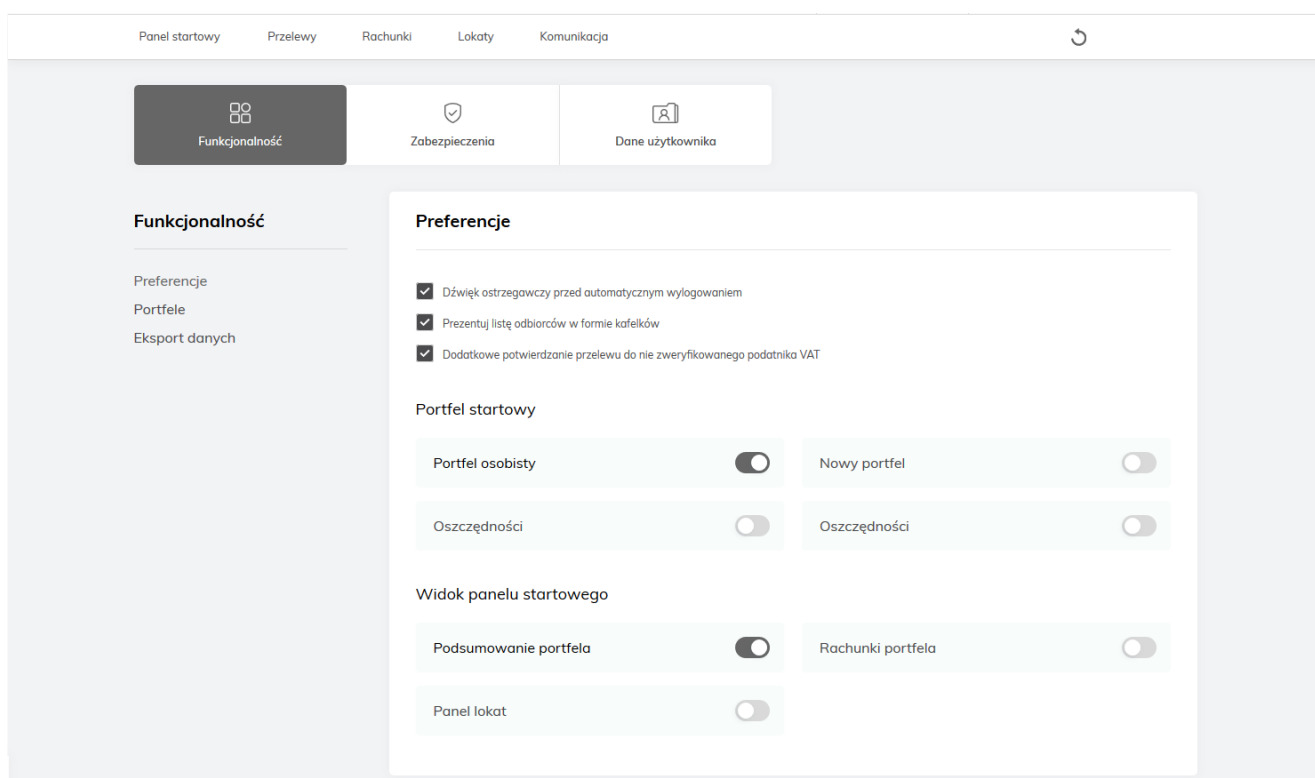 Panel startowy Przelewy Rachunki Lokaty Komunikacja
Funkcjonalność Zabezpieczenia Dane użytkownika
Funkcjonalność
Preferencje
Portfele
Eksport danych
Preferencje
Dźwięk ostrzegawczy przed automatycznym wylogowaniem
Prezentuj listę odbiorców w formie kafelków
Dodatkowe potwierdzanie przelewu do nie zweryfikowanego podatnika VAT
Portfel startowy
Portfel osobisty Nowy portfel
Oszczędności Oszczędności
Widok panelu startowego
Podsumowanie portfela Rachunki portfela
Panel lokat